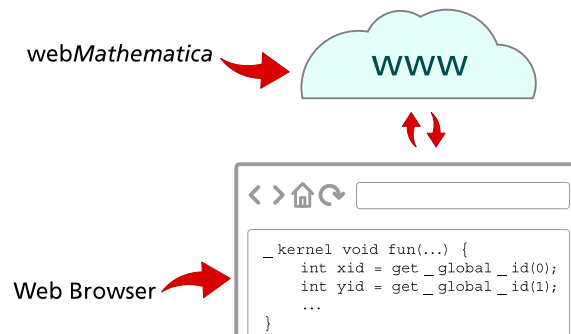 webMathematica
www
_kernel void fun(...) {
int xid = get_global_id(0);
int yid = get_global_id(1);
...
}
Web Browser